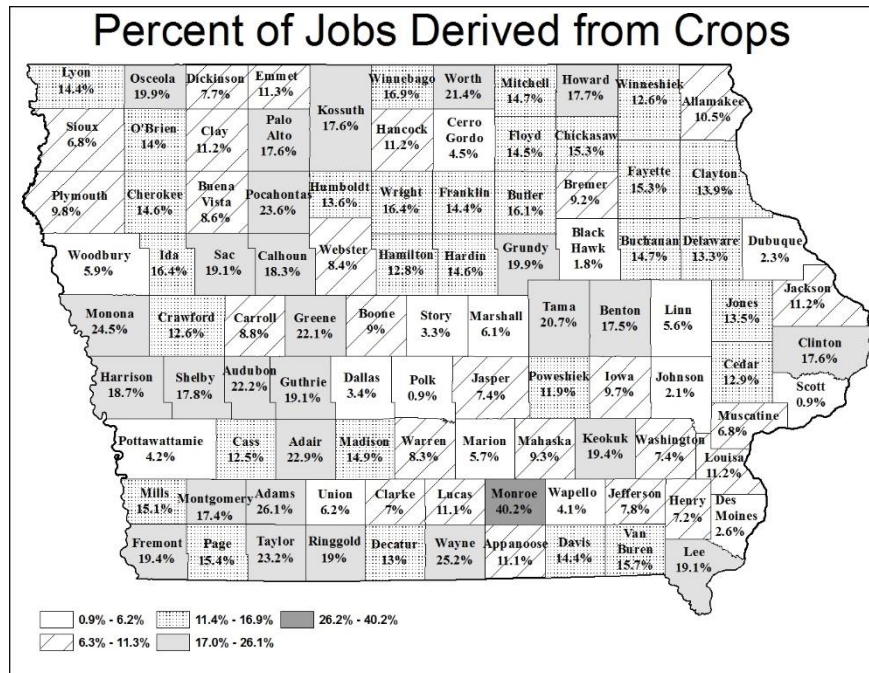 Percent of Jobs Derived from Crops
Lyon
14.4%
Osceola
19.9%
Dickinson
7.7%
Emmet
11.3%
Kossuth
17.6%
Winnebago
16.9%
Worth
21.4%
Mitchell
14.7%
Howard
17.7%
Winneshiek
12.6%
Allamakee
10.5%
Sioux
6.8%
O'Brien
14%
Clay
11.2%
Palo
Alto
17.6%
Hancock
11.2%
Cerro
Gordo
4.5%
Floyd
14.5%
Chickasaw
15.3%
Fayette
15.3%
Clayton
13.9%
Plymouth
9.8%
Cherokee
14.6%
Buena
Vista
8.6%
Pocahontas
23.6%
Humboldt
13.6%
Wright
16.4%
Franklin
14.4%
Butler
16.1%
Bremer
9.2%
Woodbury
5.9%
Ida
16.4%
Sac
19.1%
Calhoun
18.3%
Webster
8.4%
Hamilton
12.8%
Hardin
14.6%
Grundy
19.9%
Black
Hawk
1.8%
Buchanan
14.7%
Delaware
13.3%
Dubuque
2.3%
Monona
24.5%
Crawford
12.6%
Carroll
8.8%
Greene
22.1%
Boone
9%
Story
3.3%
Marshall
6.1%
Tama
20.7%
Benton
17.5%
Linn
5.6%
Jones
13.5%
Jackson
11.2%
Clinton
17.6%
Harrison
18.7%
Shelby
17.8%
Audubon
22.2%
Guthrie
19.1%
Dallas
3.4%
Polk
0.9%
Jasper
7.4%
Poweshiek
11.9%
Iowa
9.7%
Johnson
2.1%
Cedar
12.9%
Scott
0.9%
Muscatine
6.8%
Pottawattamie
4.2%
Cass
12.5%
Adair
22.9%
Madison
14.9%
Warren
8.3%
Marion
5.7%
Mahaska
9.3%
Keokuk
19.4%
Washington
7.4%
Louisa
11.2%
Mills
15.1%
Montgomery
17.4%
Adams
26.1%
Union
6.2%
Clarke
7%
Lucas
11.1%
Monroe
40.2%
Wapello
4.1%
Jefferson
7.8%
Henry
7.2%
Des
Moines
2.6%
Fremont
19.4%
Page
15.4%
Taylor
23.2%
Ringgold
19%
Decatur
13%
Wayne
25.2%
Appanoose
11.1%
Davis
14.4%
Van
Buren
15.7%
Lee
19.1%
0.9% - 6.2%
11.4% - 16.9%
26.2% - 40.2%
6.3% - 11.3%
17.0% - 26.1%